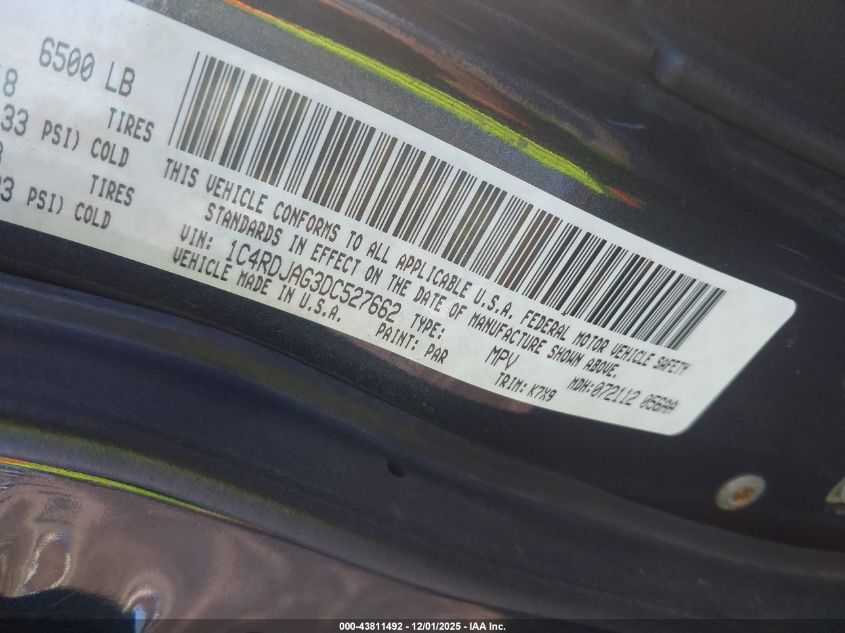 6500 LB
8 TIRES
33 PSI) COLD
TIRES
33 PSI) COLD
THIS VEHICLE CONFORMS TO ALL APPLICABLE U.S.A. FEDERAL MOTOR VEHICLE SAFETY
STANDARDS IN EFFECT ON THE DATE OF MANUFACTURE SHOWN ABOVE.
VIN: 1C4RDJAG3DC527662 TYPE: MPV MDH: 072112 056AA
VEHICLE MADE IN U.S.A. PAINT: PAR TRIM: K7X9
000-43811492 - 12/01/2025 - IAA Inc.